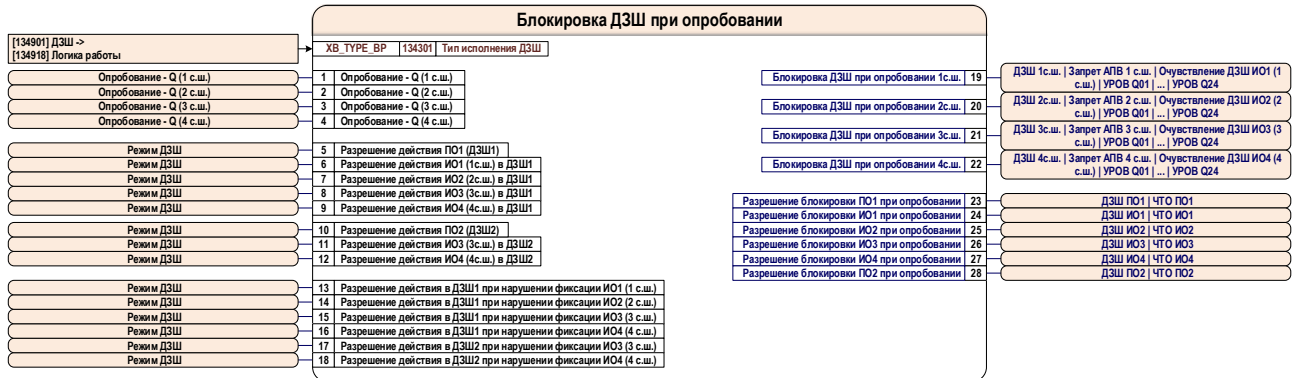 Блокировка ДЗШ при опробовании
[134901] ДЗШ ->
[134918] Логика работы
XB_TYPE_BP 134301 Тип исполнения ДЗШ
Опробование - Q (1 с.ш.) 1 Опробование - Q (1 с.ш.)
Опробование - Q (2 с.ш.) 2 Опробование - Q (2 с.ш.)
Опробование - Q (3 с.ш.) 3 Опробование - Q (3 с.ш.)
Опробование - Q (4 с.ш.) 4 Опробование - Q (4 с.ш.)
Режим ДЗШ 5 Разрешение действия ПО1 (ДЗШ1)
Режим ДЗШ 6 Разрешение действия ИО1 (1с.ш.) в ДЗШ1
Режим ДЗШ 7 Разрешение действия ИО2 (2с.ш.) в ДЗШ1
Режим ДЗШ 8 Разрешение действия ИО3 (3с.ш.) в ДЗШ1
Режим ДЗШ 9 Разрешение действия ИО4 (4с.ш.) в ДЗШ1
Режим ДЗШ 10 Разрешение действия ПО2 (ДЗШ2)
Режим ДЗШ 11 Разрешение действия ИО3 (3с.ш.) в ДЗШ2
Режим ДЗШ 12 Разрешение действия ИО4 (4с.ш.) в ДЗШ2
Режим ДЗШ 13 Разрешение действия в ДЗШ1 при нарушении фиксации ИО1 (1 с.ш.)
Режим ДЗШ 14 Разрешение действия в ДЗШ1 при нарушении фиксации ИО2 (2 с.ш.)
Режим ДЗШ 15 Разрешение действия в ДЗШ1 при нарушении фиксации ИО3 (3 с.ш.)
Режим ДЗШ 16 Разрешение действия в ДЗШ1 при нарушении фиксации ИО4 (4 с.ш.)
Режим ДЗШ 17 Разрешение действия в ДЗШ2 при нарушении фиксации ИО3 (3 с.ш.)
Режим ДЗШ 18 Разрешение действия в ДЗШ2 при нарушении фиксации ИО4 (4 с.ш.)
Блокировка ДЗШ при опробовании 1с.ш. 19
ДЗШ 1с.ш. | Запрет АПВ 1 с.ш. | Очувствление ДЗШ ИО1 (1
с.ш.) | УРОВ Q01 | ... | УРОВ Q24
Блокировка ДЗШ при опробовании 2с.ш. 20
ДЗШ 2с.ш. | Запрет АПВ 2 с.ш. | Очувствление ДЗШ ИО2 (2
с.ш.) | УРОВ Q01 | ... | УРОВ Q24
Блокировка ДЗШ при опробовании 3с.ш. 21
ДЗШ 3с.ш. | Запрет АПВ 3 с.ш. | Очувствление ДЗШ ИО3 (3
с.ш.) | УРОВ Q01 | ... | УРОВ Q24
Блокировка ДЗШ при опробовании 4с.ш. 22
ДЗШ 4с.ш. | Запрет АПВ 4 с.ш. | Очувствление ДЗШ ИО4 (4
с.ш.) | УРОВ Q01 | ... | УРОВ Q24
Разрешение блокировки ПО1 при опробовании 23 ДЗШ ПО1 | ЧТО ПО1
Разрешение блокировки ИО1 при опробовании 24 ДЗШ ИО1 | ЧТО ИО1
Разрешение блокировки ИО2 при опробовании 25 ДЗШ ИО2 | ЧТО ИО2
Разрешение блокировки ИО3 при опробовании 26 ДЗШ ИО3 | ЧТО ИО3
Разрешение блокировки ИО4 при опробовании 27 ДЗШ ИО4 | ЧТО ИО4
Разрешение блокировки ПО2 при опробовании 28 ДЗШ ПО2 | ЧТО ПО2